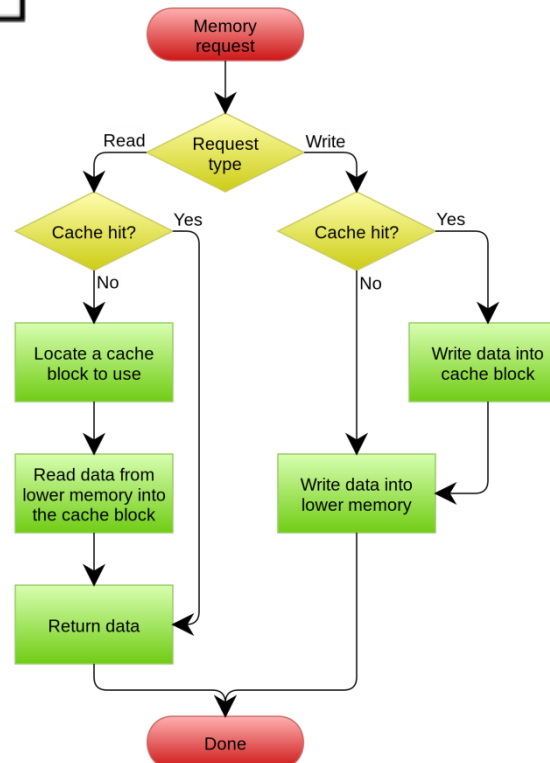 Memory
request
Request
type
Read
Write
Cache hit?
Yes
No
Cache hit?
Yes
No
Locate a cache
block to use
Write data into
cache block
Read data from
lower memory into
the cache block
Write data into
lower memory
Return data
Done